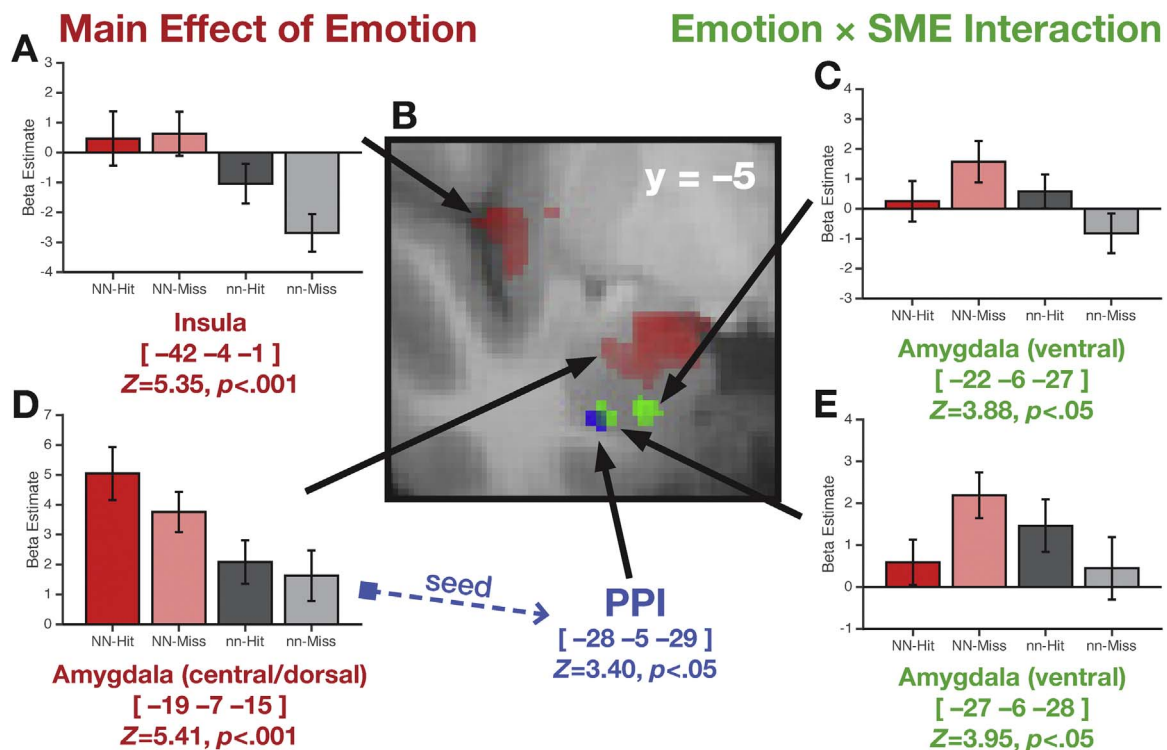 Main Effect of Emotion
Emotion × SME Interaction
A
3
2
1
0
-1
-2
-3
-4
Beta Estimate
NN-Hit NN-Miss nn-Hit nn-Miss
Insula
[ –42 –4 –1 ]
Z=5.35, p<.001
B
y = –5
C
4
3
2
1
0
-1
-2
-3
Beta Estimate
NN-Hit NN-Miss nn-Hit nn-Miss
Amygdala (ventral)
[ –22 –6 –27 ]
Z=3.88, p<.05
D
7
6
5
4
3
2
1
0
Beta Estimate
NN-Hit NN-Miss nn-Hit nn-Miss
Amygdala (central/dorsal)
[ –19 –7 –15 ]
Z=5.41, p<.001
seed
PPI
[ –28 –5 –29 ]
Z=3.40, p<.05
E
4
3
2
1
0
-1
Beta Estimate
NN-Hit NN-Miss nn-Hit nn-Miss
Amygdala (ventral)
[ –27 –6 –28 ]
Z=3.95, p<.05